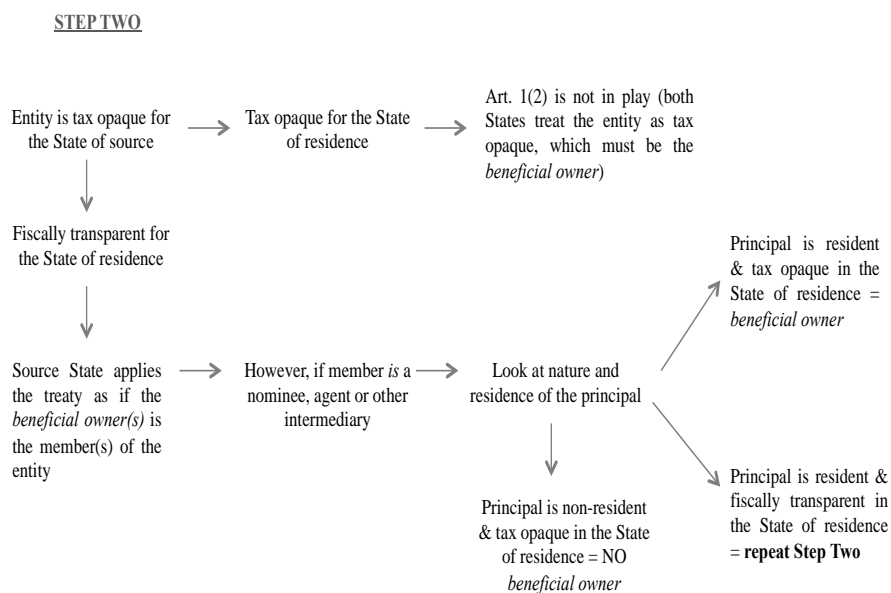 STEP TWO
Entity is tax opaque for
the State of source
Tax opaque for the State
of residence
Art. 1(2) is not in play (both
States treat the entity as tax
opaque, which must be the
beneficial owner)
Fiscally transparent for
the State of residence
Principal is resident
& tax opaque in the
State of residence =
beneficial owner
Source State applies
the treaty as if the
beneficial owner(s) is
the member(s) of the
entity
However, if member is a
nominee, agent or other
intermediary
Look at nature and
residence of the principal
Principal is non-resident
& tax opaque in the State
of residence = NO
beneficial owner
Principal is resident &
fiscally transparent in
the State of residence
= repeat Step Two